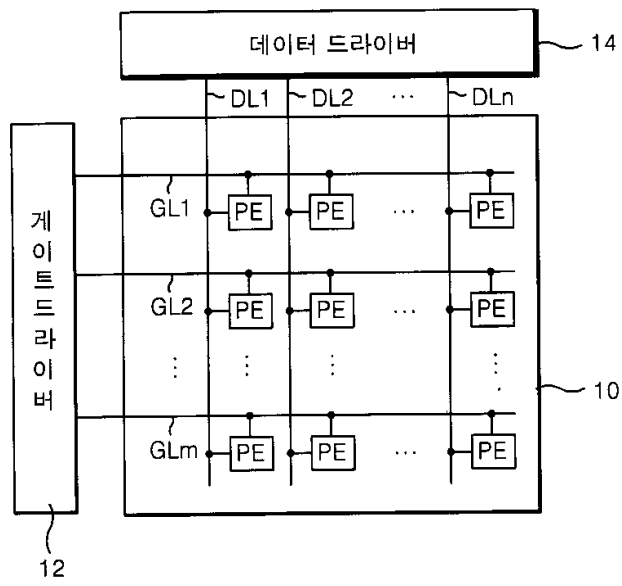 데이터 드라이버
14
DL1 DL2 ... DLn
게이트드라이버
GL1
PE PE ... PE
GL2
PE PE ... PE
10
GLm
PE PE ... PE
12